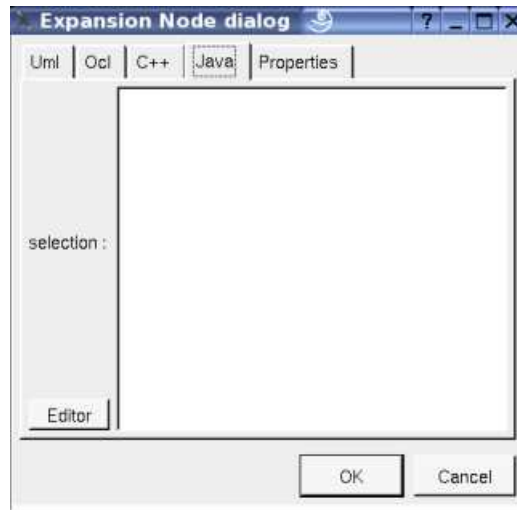 Expansion Node dialog ? _
Uml Ocl C++ Java Properties
selection :
Editor
OK Cancel